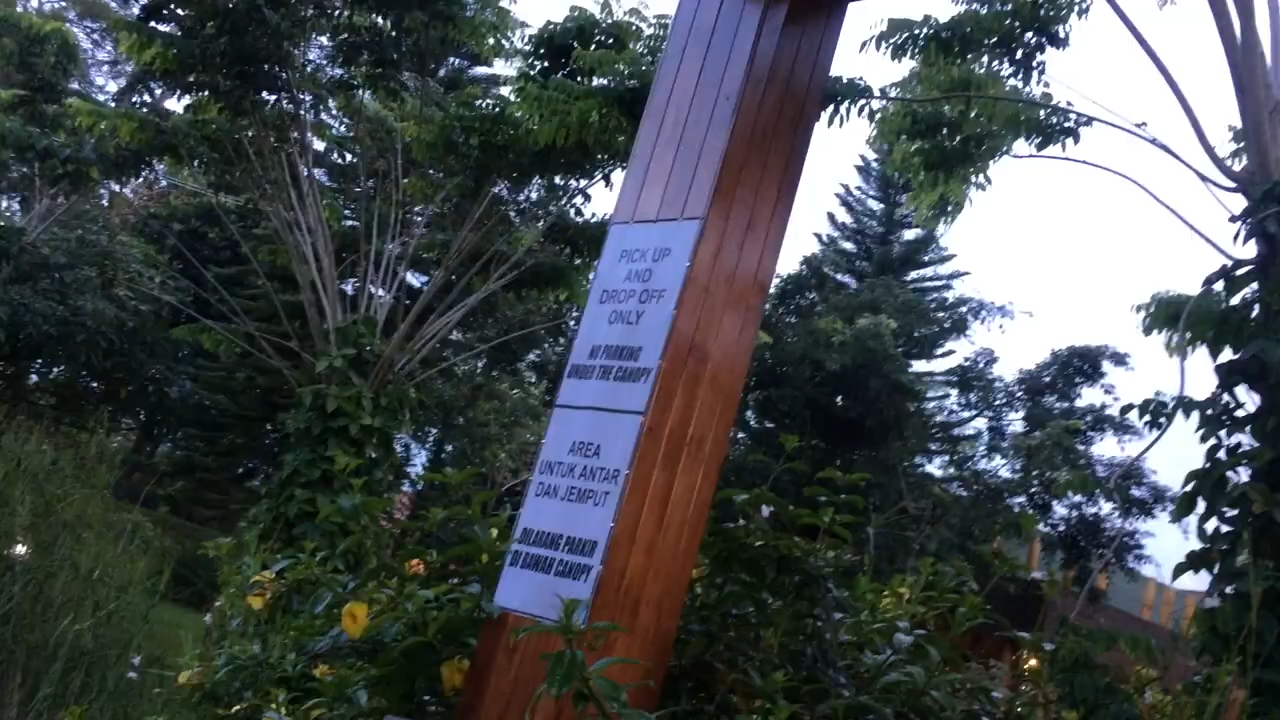 PICK UP
AND
DROP OFF
ONLY
NO PARKING
UNDER THE CANOPY
AREA
UNTUK ANTAR
DAN JEMPUT
DILARANG PARKIR
DI BAWAH CANOPY